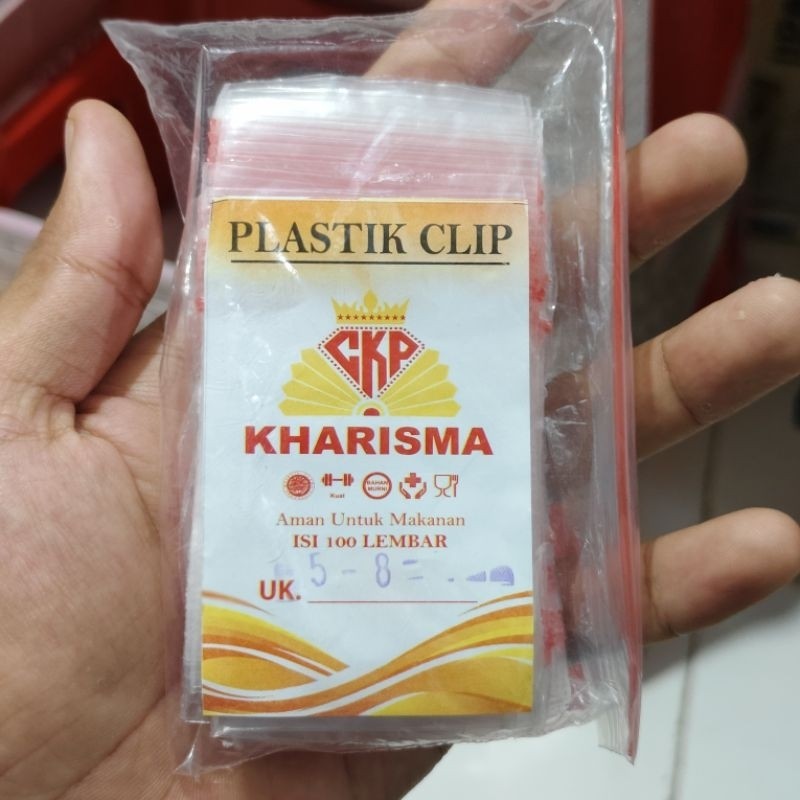 PLASTIK CLIP
CKP
KHARISMA
Kuat
BAHAN
MURNI
Aman Untuk Makanan
ISI 100 LEMBAR
UK. 5 - 8 =